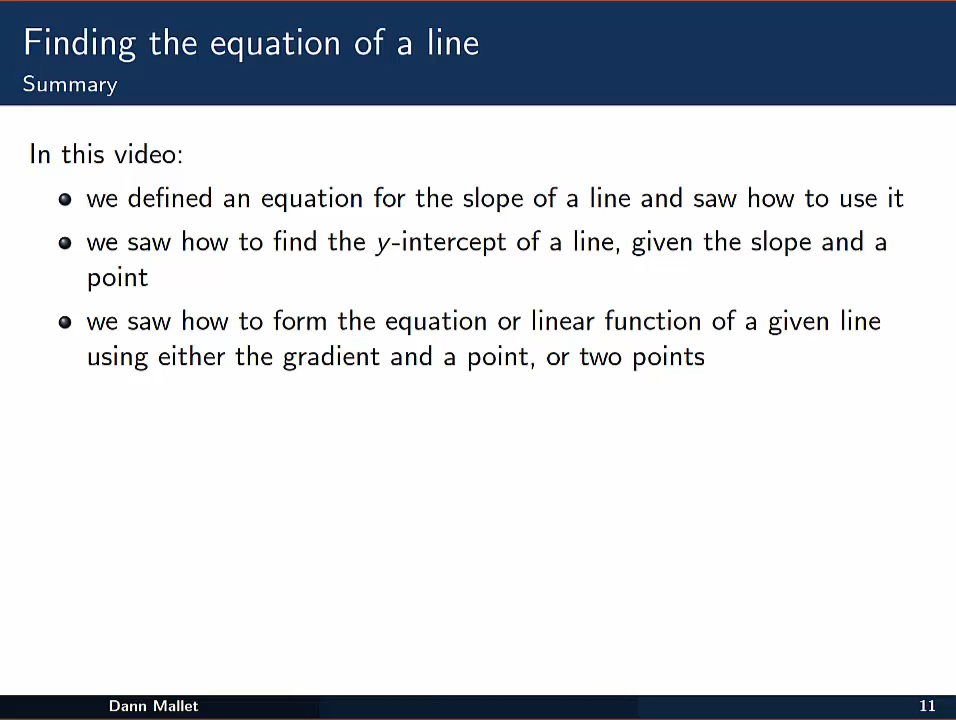 Finding the equation of a line
Summary
In this video:
we defined an equation for the slope of a line and saw how to use it
we saw how to find the y-intercept of a line, given the slope and a
point
we saw how to form the equation or linear function of a given line
using either the gradient and a point, or two points
Dann Mallet
11